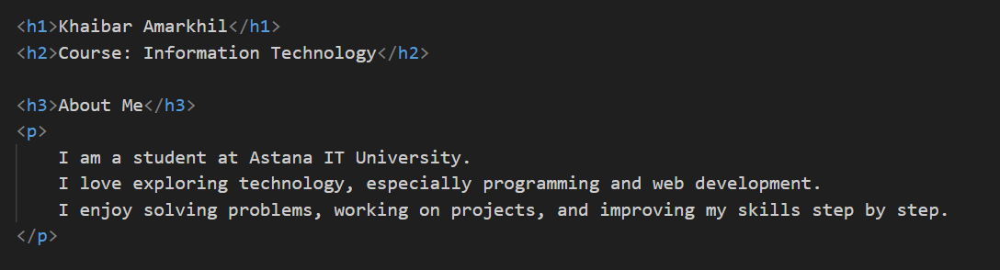 <h1>Khaibar Amarkhil</h1>
<h2>Course: Information Technology</h2>
<h3>About Me</h3>
<p>
I am a student at Astana IT University.
I love exploring technology, especially programming and web development.
I enjoy solving problems, working on projects, and improving my skills step by step.
</p>